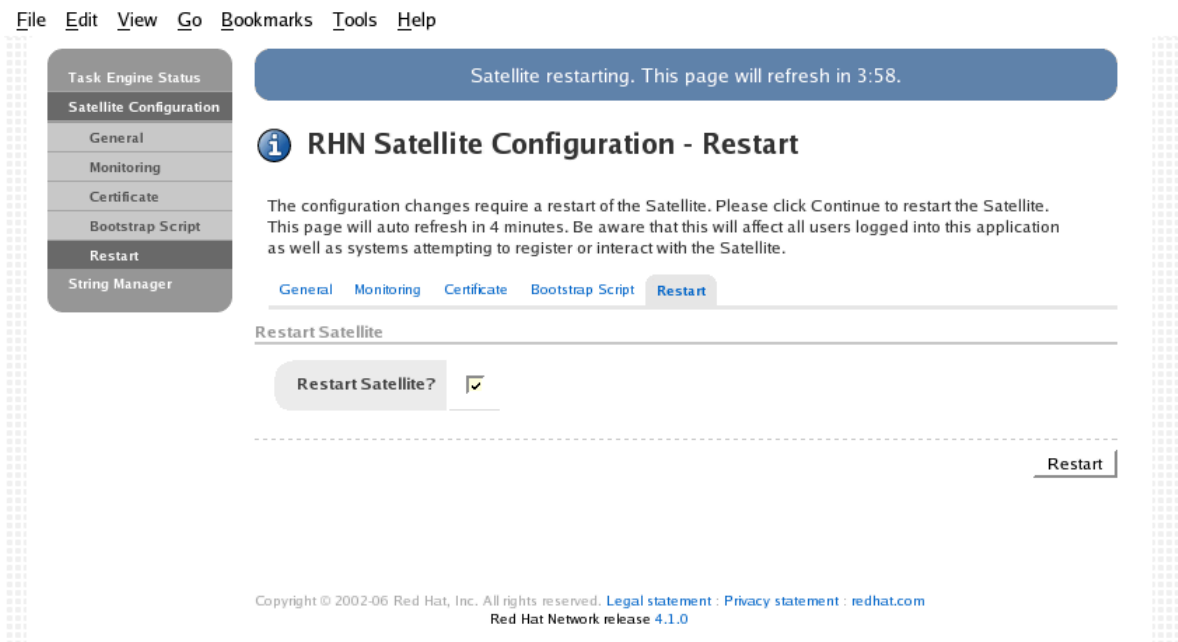 File Edit View Go Bookmarks Tools Help
Task Engine Status
Satellite Configuration
General
Monitoring
Certificate
Bootstrap Script
Restart
String Manager
Satellite restarting. This page will refresh in 3:58.
RHN Satellite Configuration - Restart
The configuration changes require a restart of the Satellite. Please click Continue to restart the Satellite.
This page will auto refresh in 4 minutes. Be aware that this will affect all users logged into this application
as well as systems attempting to register or interact with the Satellite.
General Monitoring Certificate Bootstrap Script Restart
Restart Satellite
Restart Satellite?
Restart
Copyright © 2002-06 Red Hat, Inc. All rights reserved. Legal statement : Privacy statement : redhat.com
Red Hat Network release 4.1.0